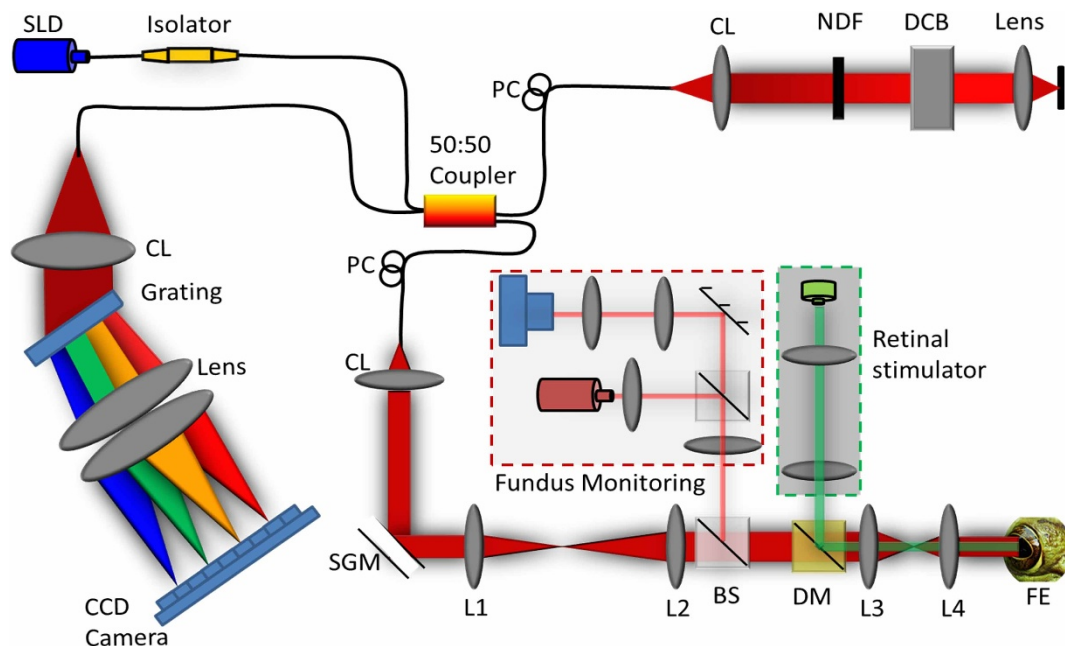 SLD
Isolator
CL
NDF
DCB
Lens
PC
50:50
Coupler
CL
Grating
Lens
CCD
Camera
PC
CL
SGM
Fundus Monitoring
Retinal
stimulator
L1
L2
BS
DM
L3
L4
FE